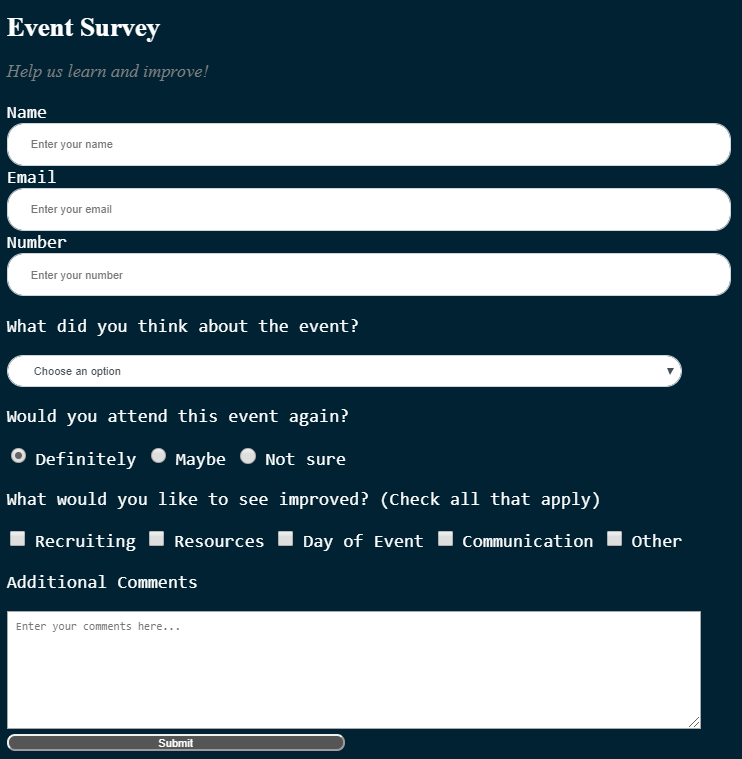 Event Survey
Help us learn and improve!
Name
Enter your name
Email
Enter your email
Number
Enter your number
What did you think about the event?
Choose an option
Would you attend this event again?
Definitely Maybe Not sure
What would you like to see improved? (Check all that apply)
Recruiting Resources Day of Event Communication Other
Additional Comments
Enter your comments here...
Submit